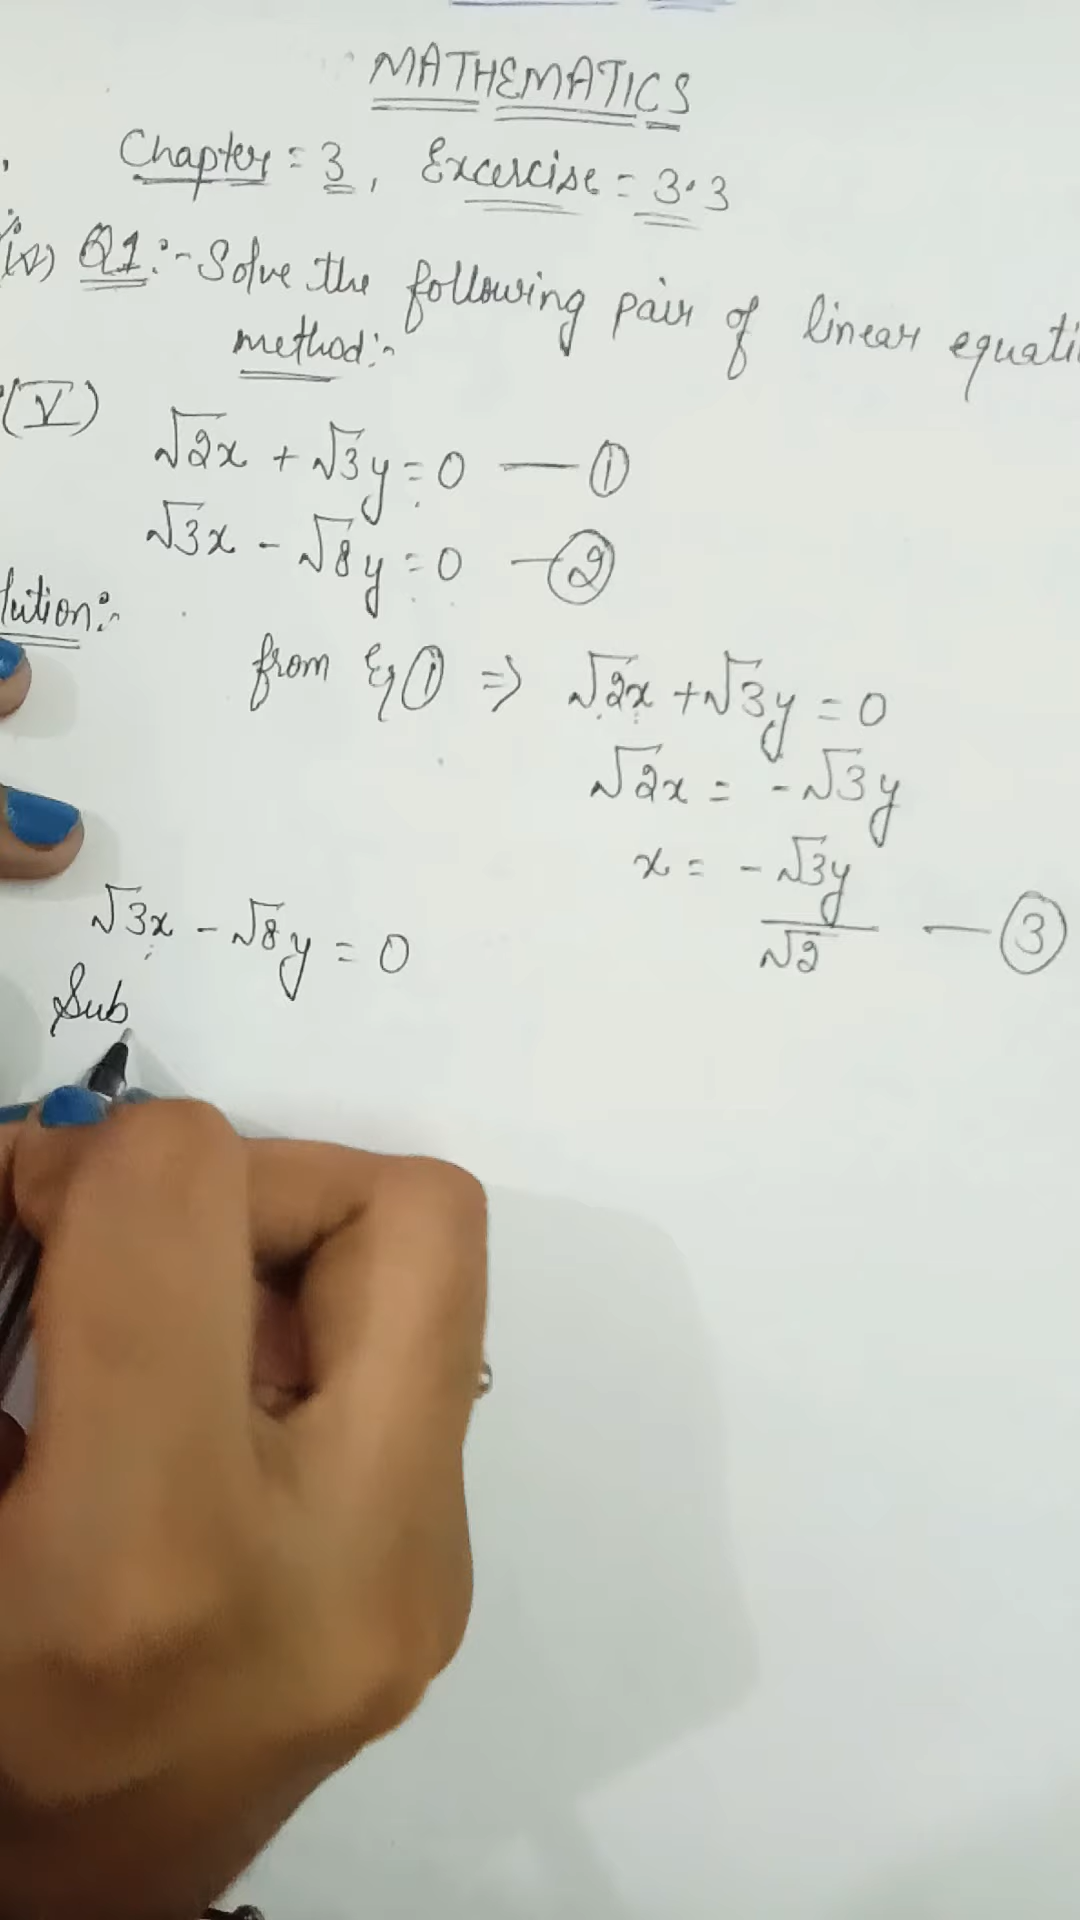 MATHEMATICS
Chapter = 3, Excercise = 3.3
Q1:- Solve the following pair of linear
method:-
(V) √2x + √3y = 0 — ①
√3x - √8y = 0 — ②
lution:-
from Eq ① => √2x + √3y = 0
√2x = -√3y
x = -√3y
√2 — ③
√3x - √8y = 0
Sub